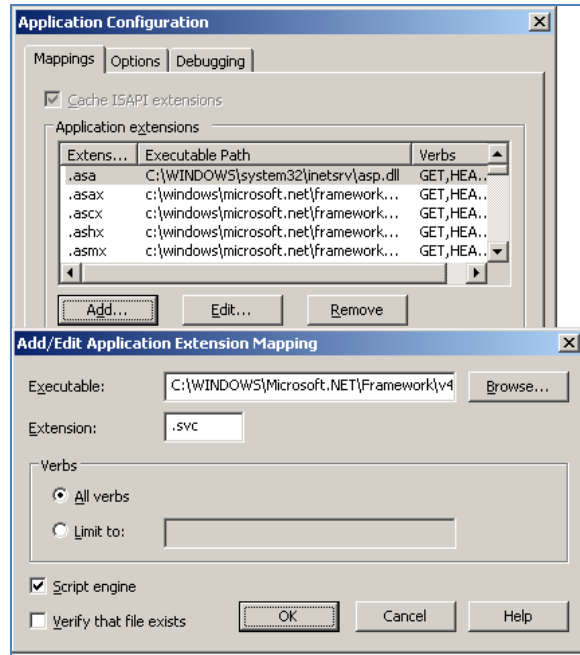 Application Configuration
Mappings Options Debugging
Cache ISAPI extensions
Application extensions
Extens... Executable Path Verbs
.asa C:\WINDOWS\system32\inetsrv\asp.dll GET,HEA..
.asax c:\windows\microsoft.net\framework... GET,HEA..
.ascx c:\windows\microsoft.net\framework... GET,HEA..
.ashx c:\windows\microsoft.net\framework... GET,HEA..
.asmx c:\windows\microsoft.net\framework... GET,HEA..
Add... Edit... Remove
Add/Edit Application Extension Mapping
Executable: C:\WINDOWS\Microsoft.NET\Framework\v4 Browse...
Extension: .svc
Verbs
All verbs
Limit to:
Script engine
Verify that file exists OK Cancel Help